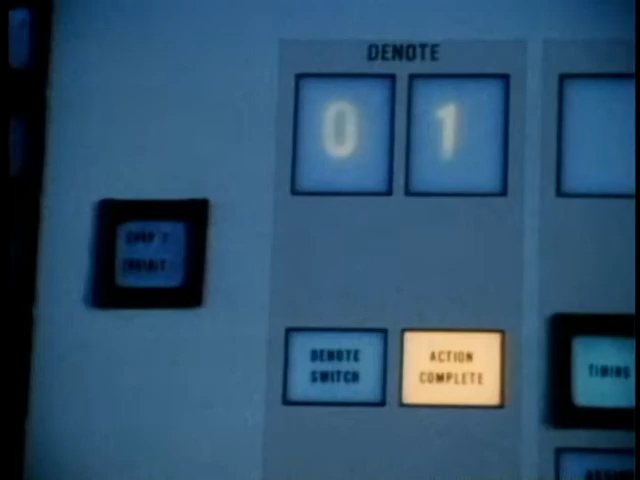 DENOTE
0 1
DENOTE
SWITCH
ACTION
COMPLETE
TIMING